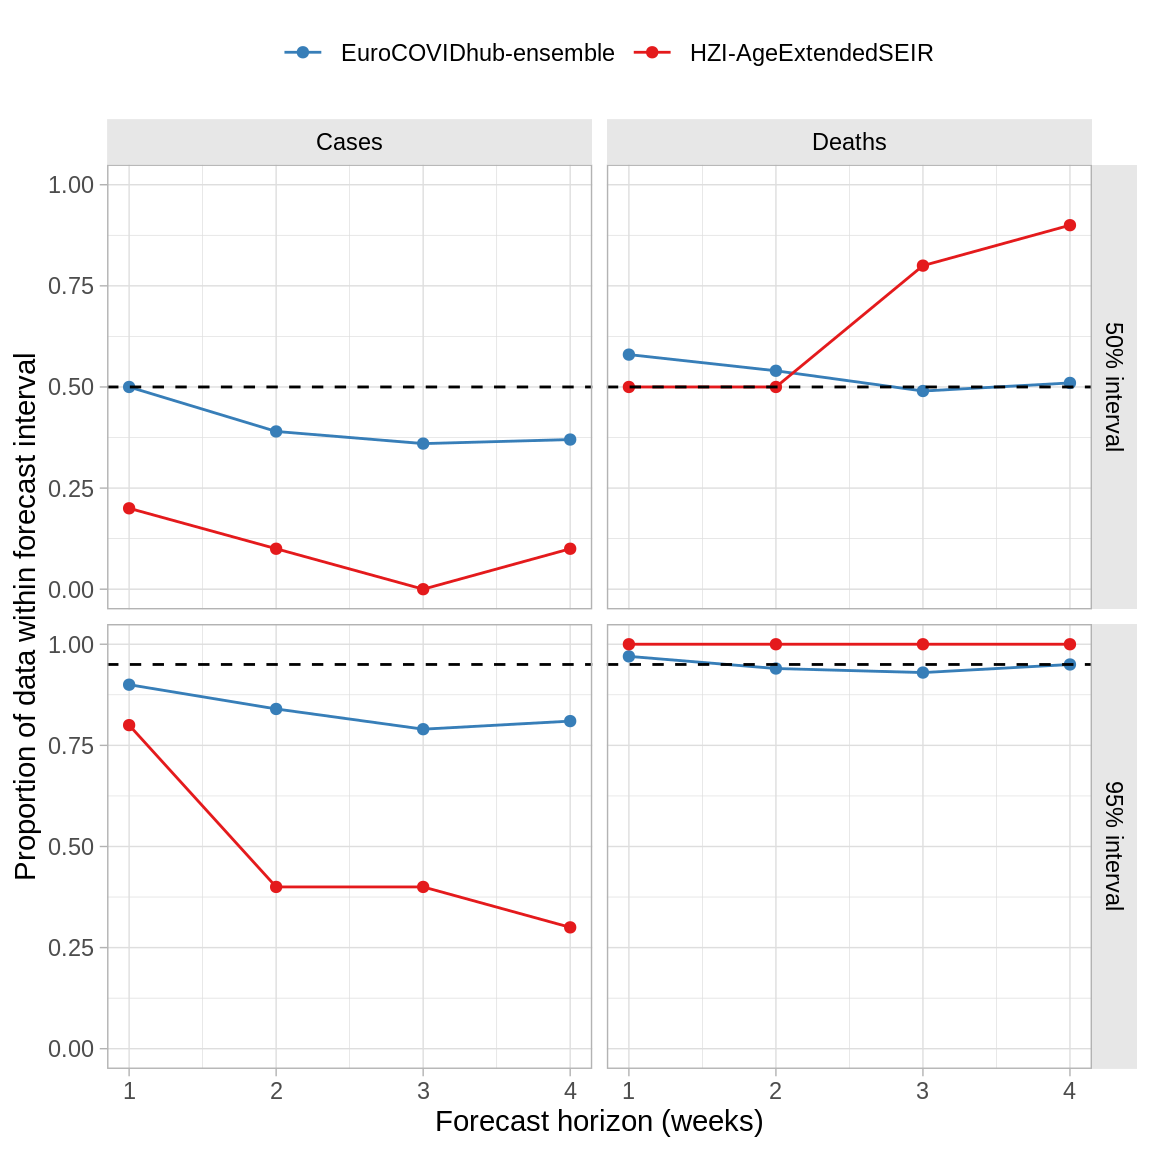 EuroCOVIDhub-ensemble HZI-AgeExtendedSEIR
Cases Deaths
1.00
0.75
0.50
0.25
0.00
50% interval
1.00
0.75
0.50
0.25
0.00
95% interval
Proportion of data within forecast interval
1 2 3 4 1 2 3 4
Forecast horizon (weeks)